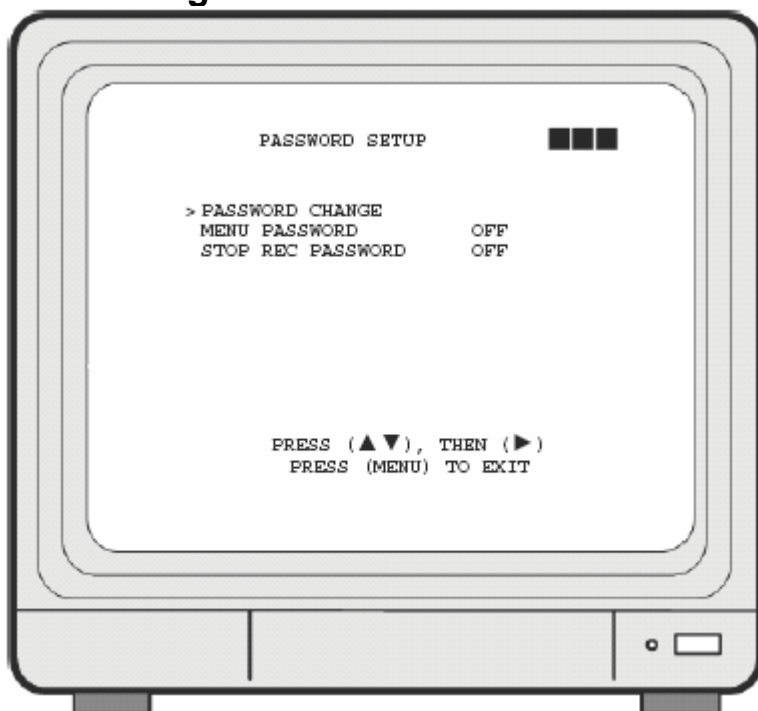 PASSWORD SETUP
> PASSWORD CHANGE
MENU PASSWORD OFF
STOP REC PASSWORD OFF
PRESS (▲▼), THEN (▶)
PRESS (MENU) TO EXIT